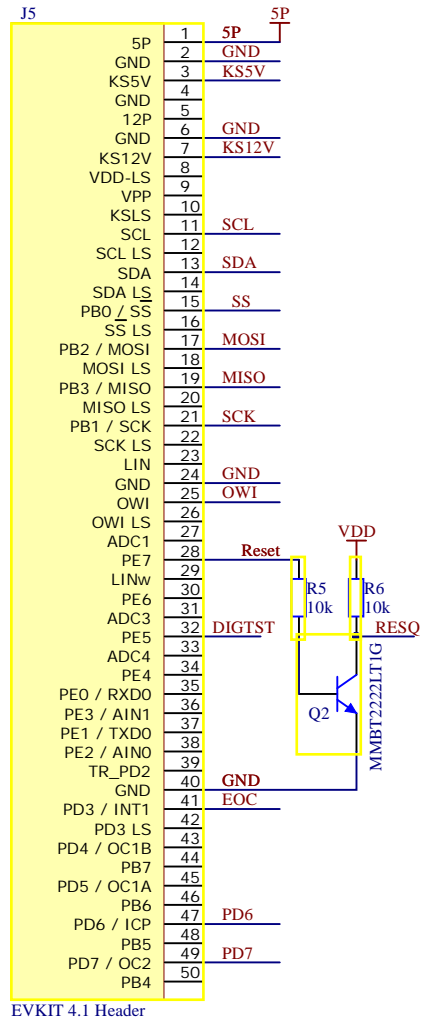 J5
5P
5P 1 5P
GND 2 GND
KS5V 3 KS5V
GND 4
12P 5
GND 6 GND
KS12V 7 KS12V
VDD-LS 8
VPP 9
KSLS 10
SCL 11 SCL
SCL LS 12
SDA 13 SDA
SDA LS 14
PB0 / SS 15 SS
SS LS 16
PB2 / MOSI 17 MOSI
MOSI LS 18
PB3 / MISO 19 MISO
MISO LS 20
PB1 / SCK 21 SCK
SCK LS 22
LIN 23
GND 24 GND
OWI 25 OWI
OWI LS 26
ADC1 27
VDD
PE7 28 Reset
LINw 29
R5 R6
PE6 30
10k 10k
ADC3 31
PE5 32 DIGTST RESQ
ADC4 33
PE4 34
PE0 / RXD0 35
PE3 / AIN1 36
Q2
MMBT2222LT1G
PE1 / TXD0 37
PE2 / AIN0 38
TR_PD2 39
GND 40 GND
PD3 / INT1 41 EOC
PD3 LS 42
PD4 / OC1B 43
PB7 44
PD5 / OC1A 45
PB6 46
PD6 / ICP 47 PD6
PB5 48
PD7 / OC2 49 PD7
PB4 50
EVKIT 4.1 Header